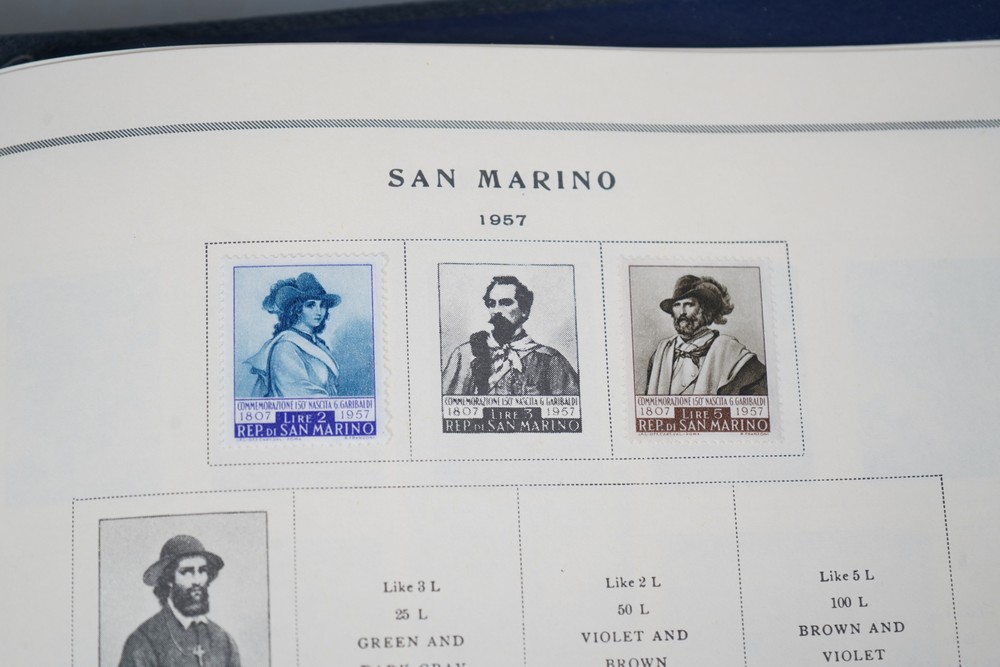 SAN MARINO
1957
COMMEMORAZIONE 150° NASCITA G. GARIBALDI
1807 LIRE 2 1957
REP. DI SAN MARINO
COMMEMORAZIONE 150° NASCITA G. GARIBALDI
1807 LIRE 3 1957
REP. DI SAN MARINO
COMMEMORAZIONE 150° NASCITA G. GARIBALDI
1807 LIRE 5 1957
REP. DI SAN MARINO
Like 3 L
25 L
GREEN AND
DARK GRAY
Like 2 L
50 L
VIOLET AND
BROWN
Like 5 L
100 L
BROWN AND
VIOLET